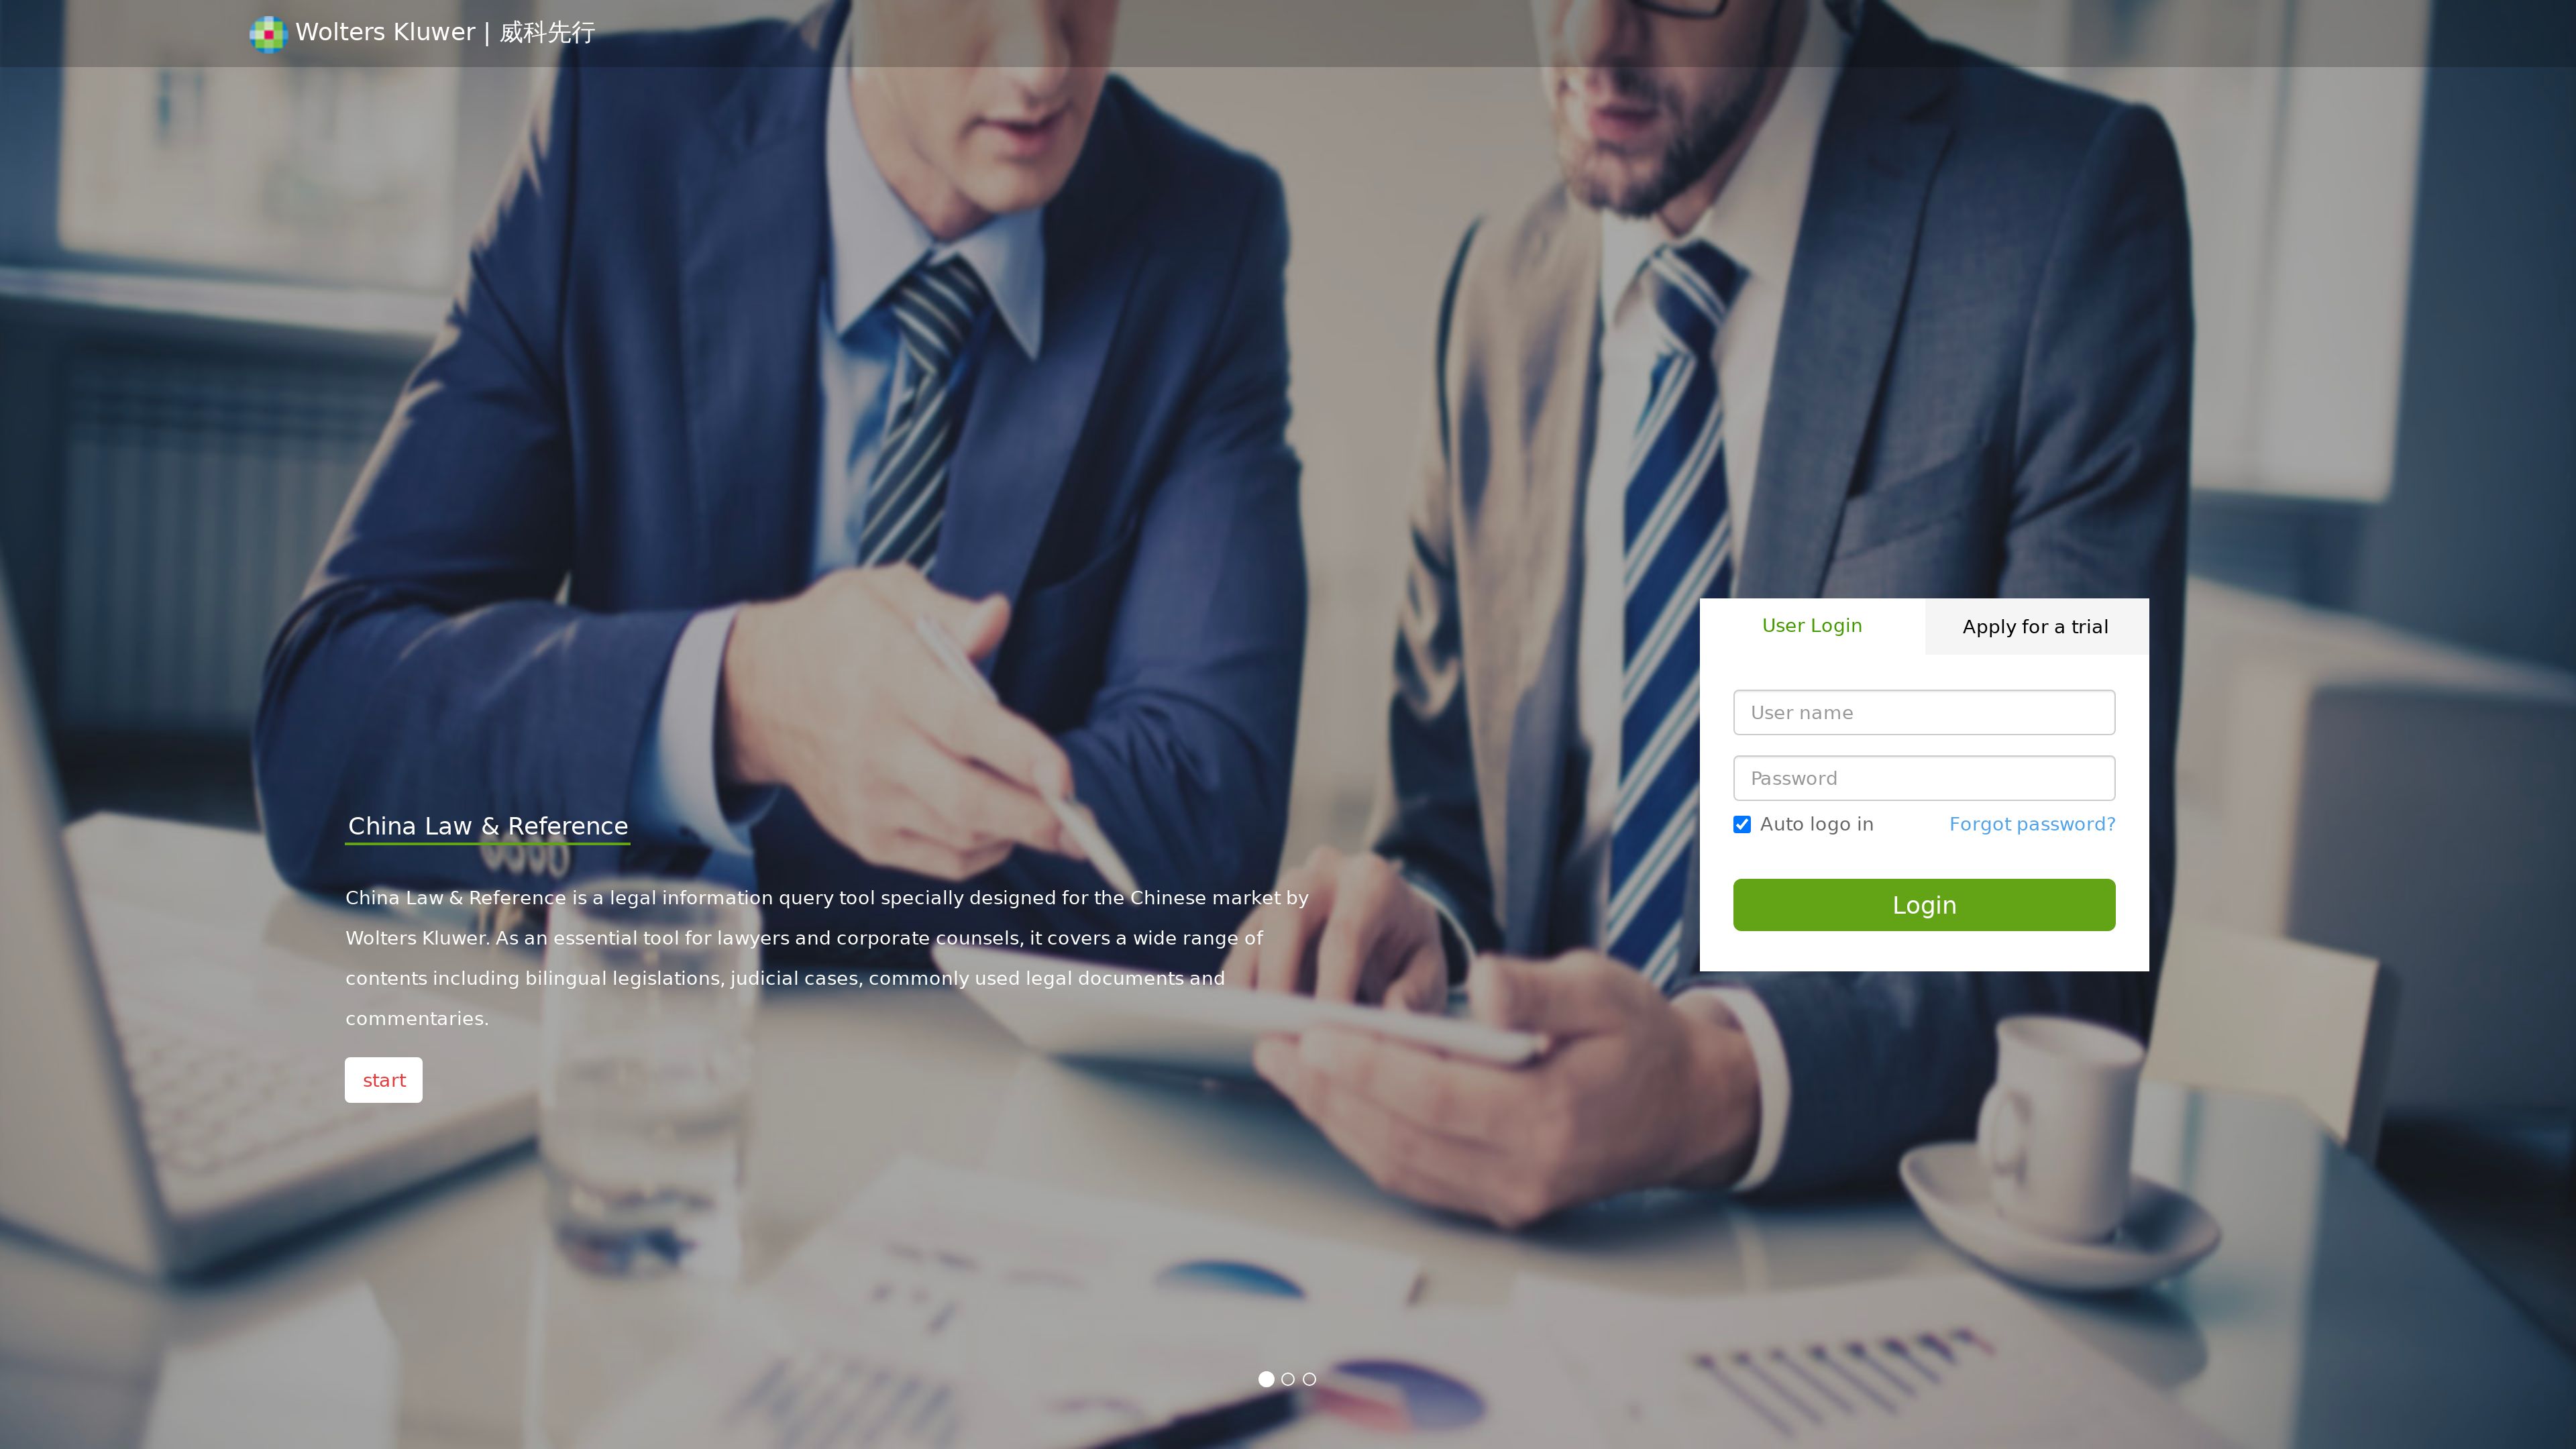 Wolters Kluwer | 威科先行
User Login
Apply for a trial
User name
Password
Auto logo in
Forgot password?
Login
China Law & Reference
China Law & Reference is a legal information query tool specially designed for the Chinese market by
Wolters Kluwer. As an essential tool for lawyers and corporate counsels, it covers a wide range of
contents including bilingual legislations, judicial cases, commonly used legal documents and
commentaries.
start